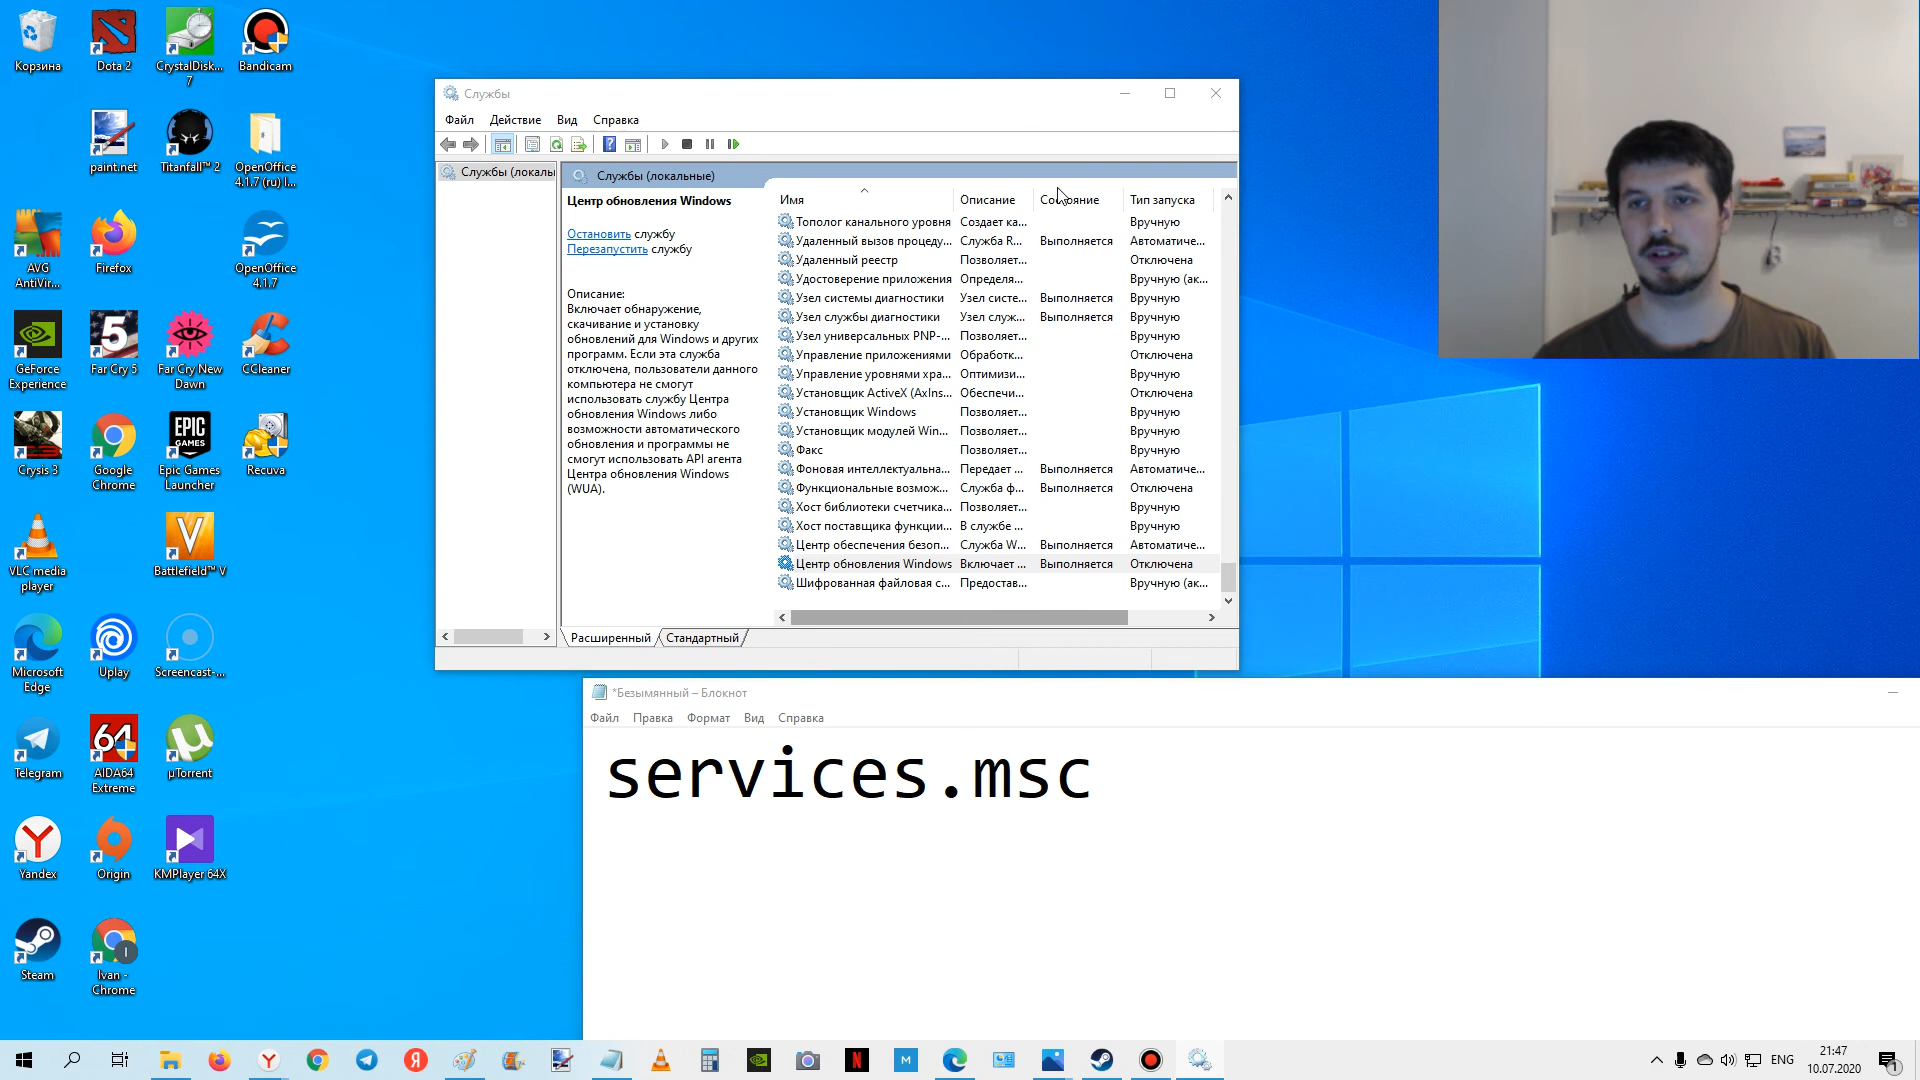 Корзина
Dota 2
CrystalDisk...
7
Bandicam
paint.net
Titanfall™ 2
OpenOffice
4.1.7 (ru) I...
AVG
AntiVir...
Firefox
OpenOffice
4.1.7
GeForce
Experience
Far Cry 5
Far Cry New
Dawn
CCleaner
Crysis 3
Google
Chrome
EPIC
GAMES
Epic Games
Launcher
Recuva
VLC media
player
Battlefield™ V
Microsoft
Edge
Uplay
Screencast-...
Telegram
64
AIDA64
Extreme
µTorrent
Yandex
Origin
KMPlayer 64X
Steam
Ivan -
Chrome
Службы
Файл Действие Вид Справка
Службы (локалы
Службы (локальные)
Центр обновления Windows
Остановить службу
Перезапустить службу
Описание:
Включает обнаружение,
скачивание и установку
обновлений для Windows и других
программ. Если эта служба
отключена, пользователи данного
компьютера не смогут
использовать службу Центра
обновления Windows либо
возможности автоматического
обновления и программы не
смогут использовать API агента
Центра обновления Windows
(WUA).
Имя Описание Состояние Тип запуска
Тополог канального уровня Создает ка... Вручную
Удаленный вызов процеду... Служба R... Выполняется Автоматиче...
Удаленный реестр Позволяет... Отключена
Удостоверение приложения Определя... Вручную (ак...
Узел системы диагностики Узел систе... Выполняется Вручную
Узел службы диагностики Узел служ... Выполняется Вручную
Узел универсальных PNP-... Позволяет... Вручную
Управление приложениями Обработк... Отключена
Управление уровнями хра... Оптимизи... Вручную
Установщик ActiveX (AxIns... Обеспечи... Отключена
Установщик Windows Позволяет... Вручную
Установщик модулей Win... Позволяет... Вручную
Факс Позволяет... Вручную
Фоновая интеллектуальна... Передает ... Выполняется Автоматиче...
Функциональные возмож... Служба ф... Выполняется Отключена
Хост библиотеки счетчика... Позволяет... Вручную
Хост поставщика функции... В службе ... Вручную
Центр обеспечения безоп... Служба W... Выполняется Автоматиче...
Центр обновления Windows Включает ... Выполняется Отключена
Шифрованная файловая с... Предостав... Вручную (ак...
Расширенный Стандартный
*Безымянный – Блокнот
Файл Правка Формат Вид Справка
services.msc
ENG
21:47
10.07.2020
1